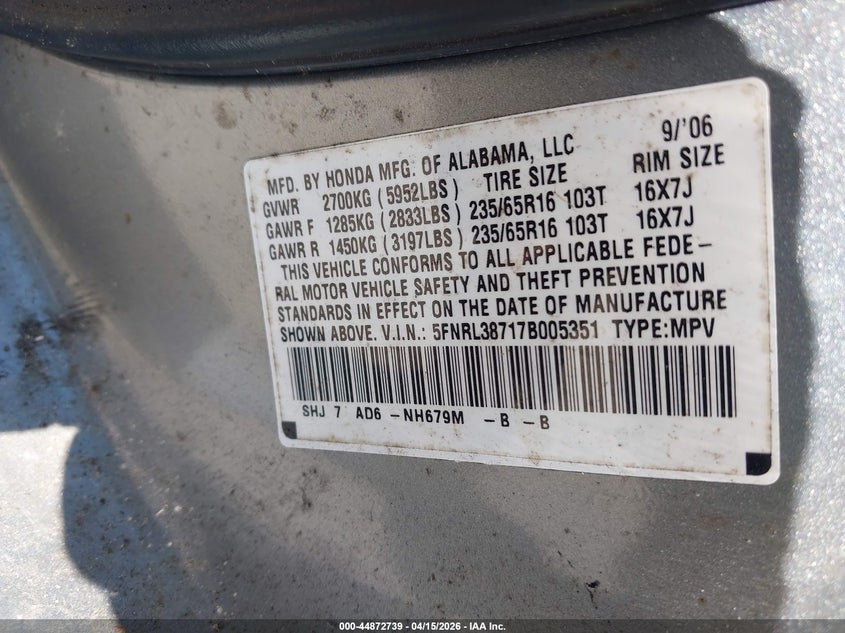 9/'06
MFD. BY HONDA MFG. OF ALABAMA, LLC RIM SIZE
GVWR 2700KG (5952LBS) TIRE SIZE
GAWR F 1285KG (2833LBS) 235/65R16 103T 16X7J
GAWR R 1450KG (3197LBS) 235/65R16 103T 16X7J
THIS VEHICLE CONFORMS TO ALL APPLICABLE FEDE-
RAL MOTOR VEHICLE SAFETY AND THEFT PREVENTION
STANDARDS IN EFFECT ON THE DATE OF MANUFACTURE
SHOWN ABOVE. V.I.N.: 5FNRL38717B005351 TYPE:MPV
SHJ 7 AD6 -NH679M -B -B
000-44872739 | 04/15/2026 | IAA Inc.